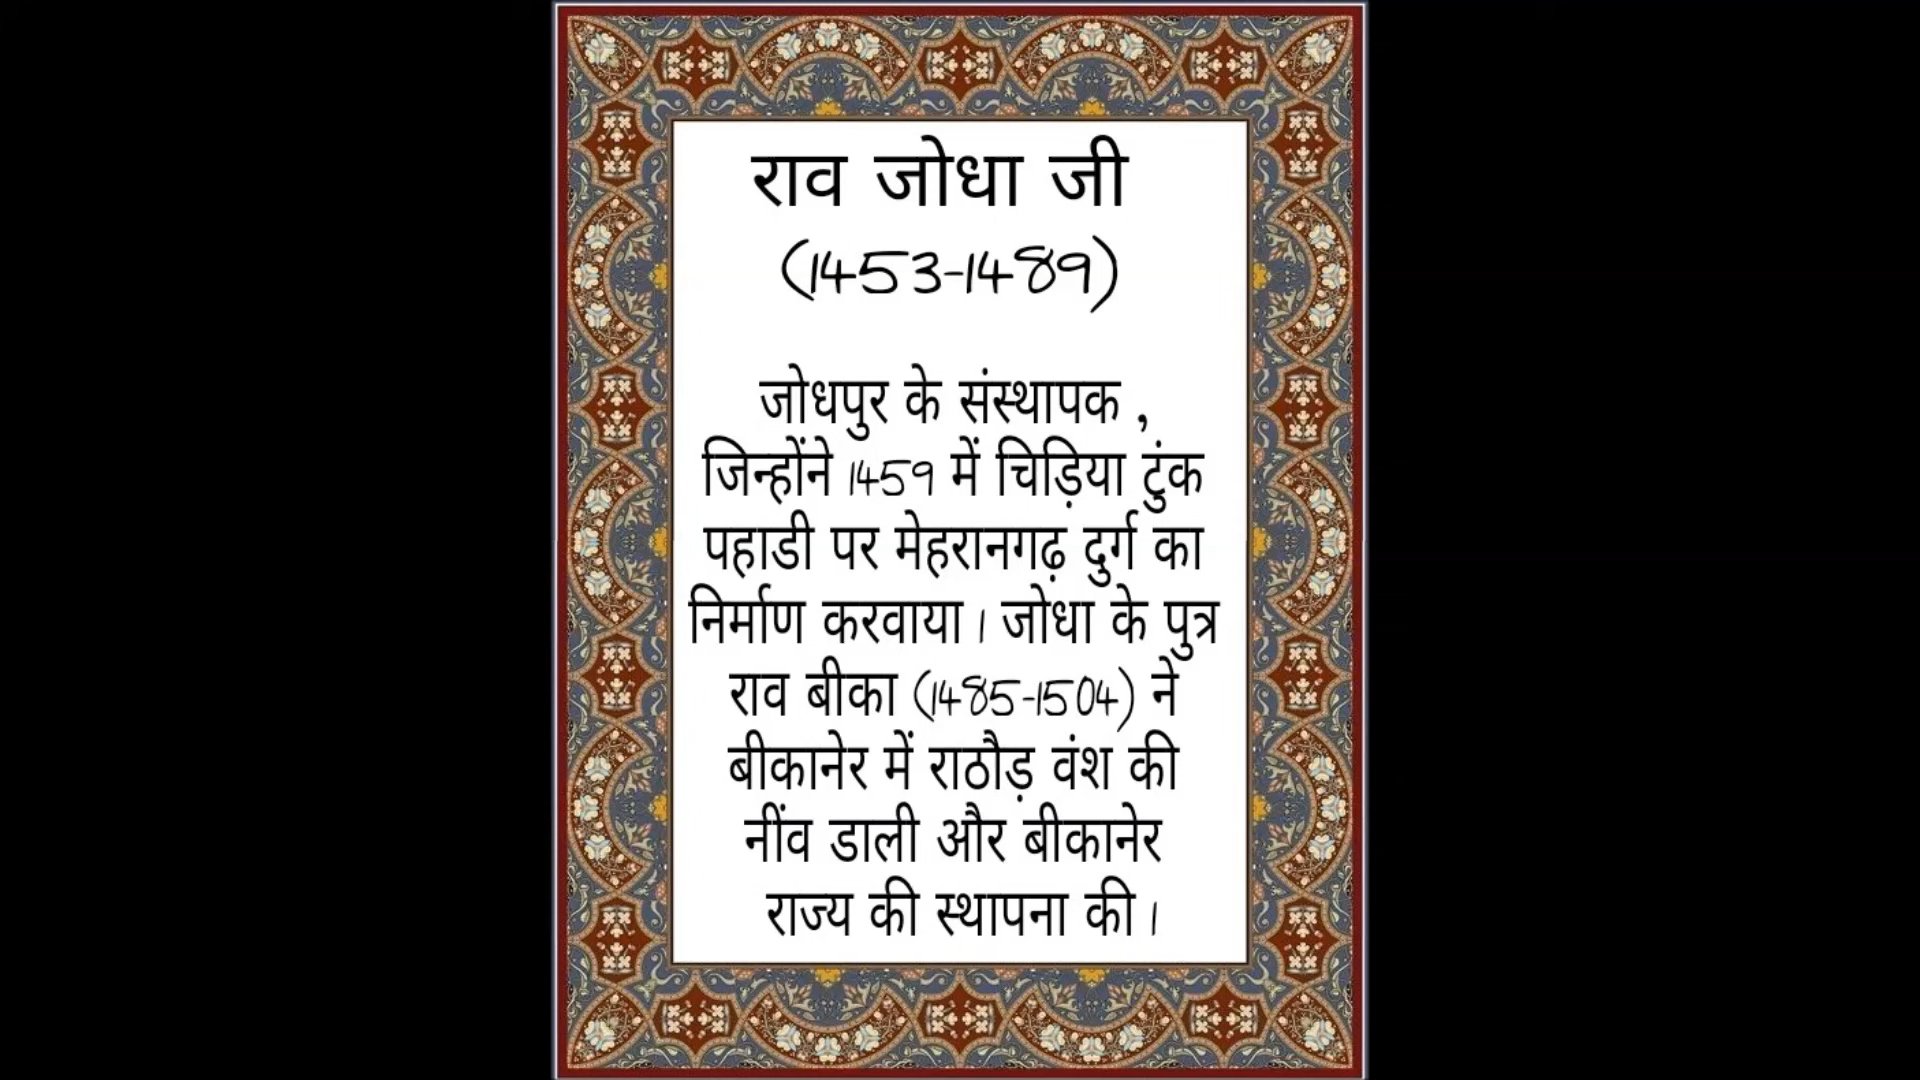 राव जोधा जी
(1453-1489)
जोधपुर के संस्थापक ,
जिन्होंने 1459 में चिड़िया टुंक
पहाडी पर मेहरानगढ़ दुर्ग का
निर्माण करवाया । जोधा के पुत्र
राव बीका (1485-1504) ने
बीकानेर में राठौड़ वंश की
नींव डाली और बीकानेर
राज्य की स्थापना की ।